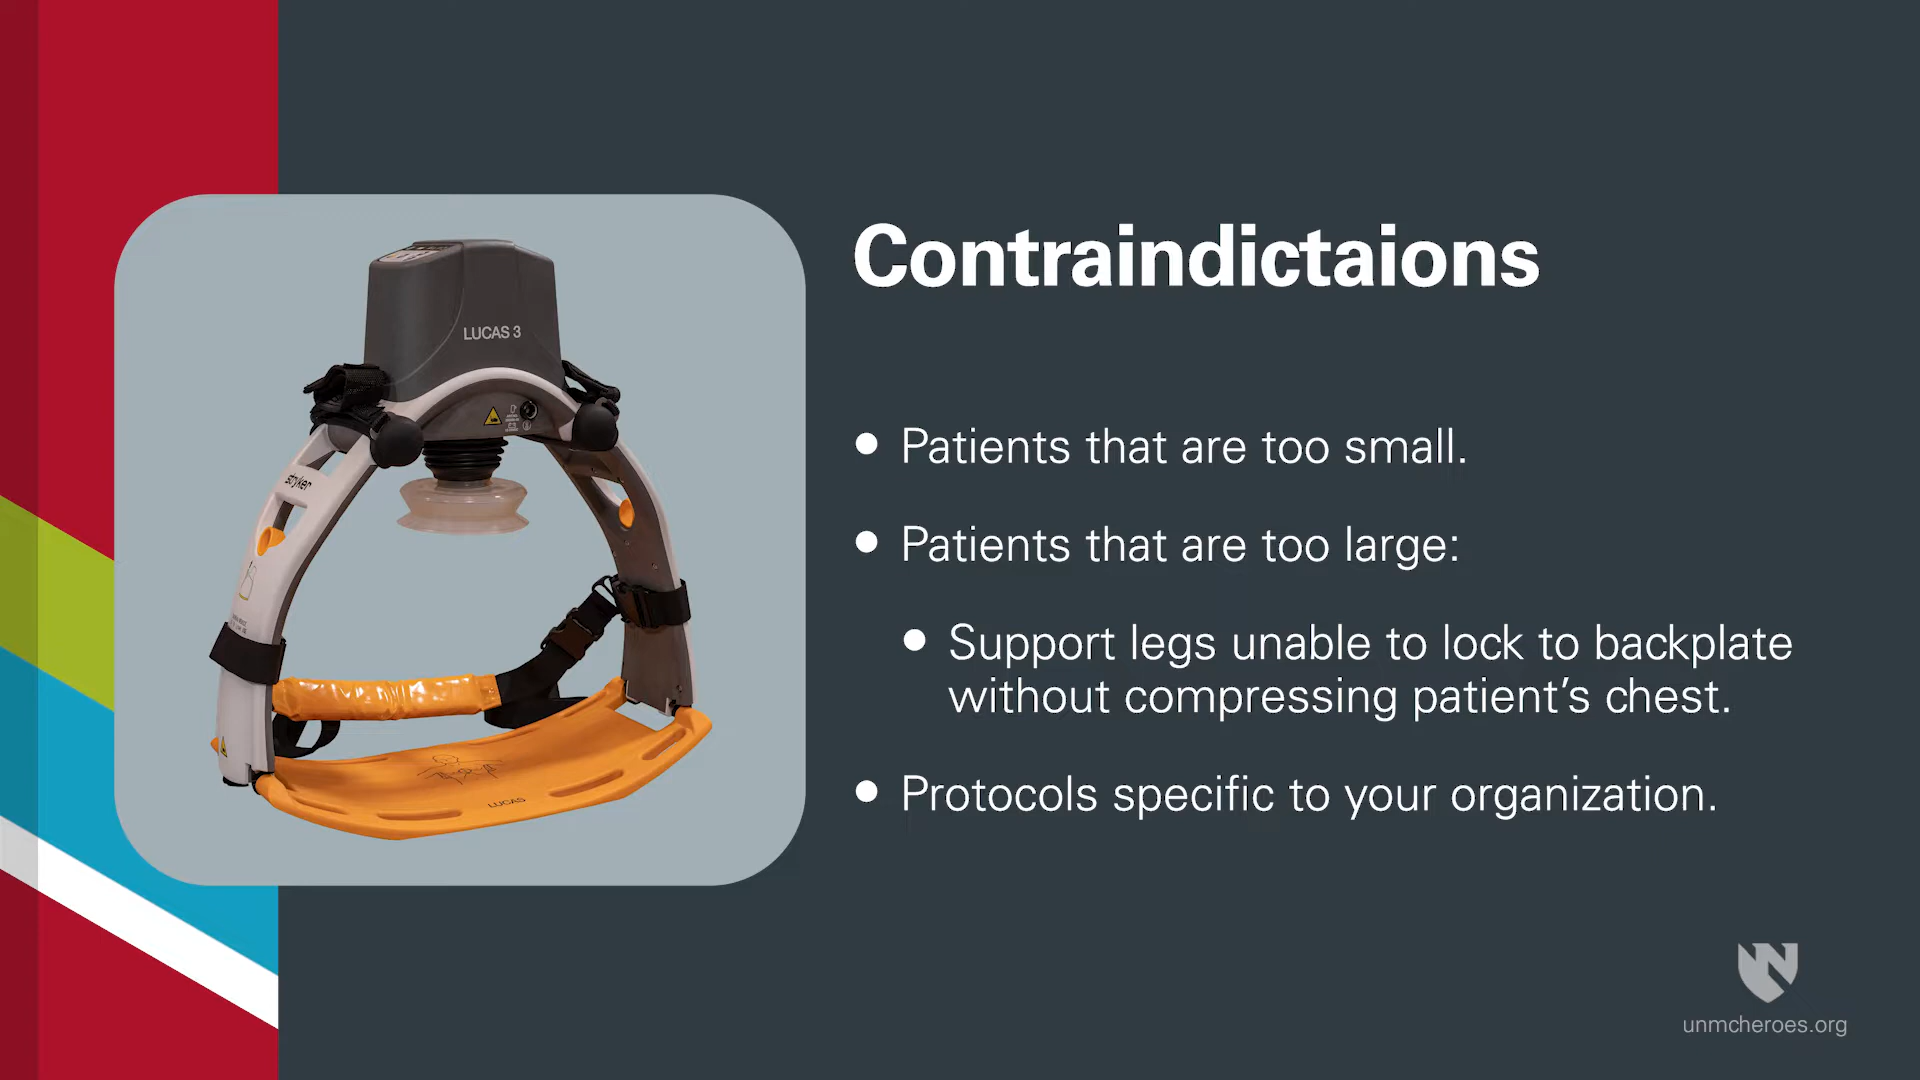 Contraindictaions
LUCAS 3
stryker
LUCAS
Patients that are too small.
Patients that are too large:
Support legs unable to lock to backplate
without compressing patient’s chest.
Protocols specific to your organization.
unmcheroes.org